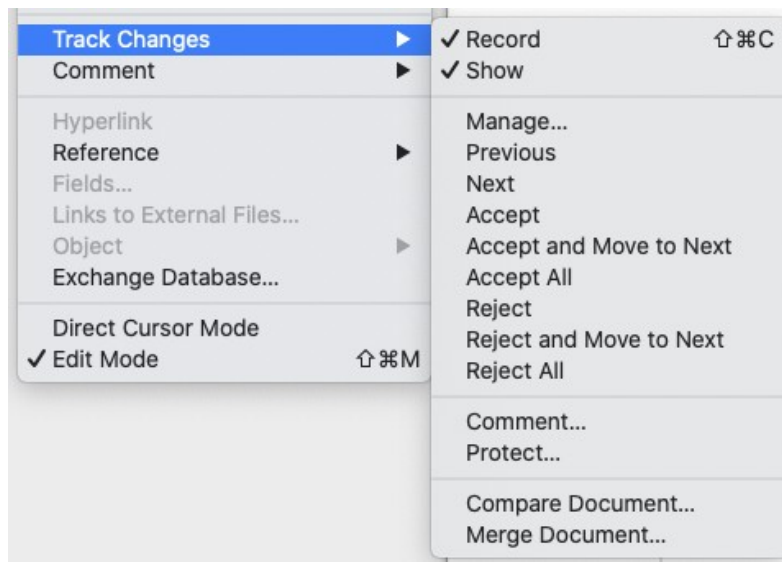 Track Changes ▶
Comment ▶
Hyperlink
Reference ▶
Fields...
Links to External Files...
Object ▶
Exchange Database...
Direct Cursor Mode
✓ Edit Mode ⇧⌘M
✓ Record ⇧⌘C
✓ Show
Manage...
Previous
Next
Accept
Accept and Move to Next
Accept All
Reject
Reject and Move to Next
Reject All
Comment...
Protect...
Compare Document...
Merge Document...